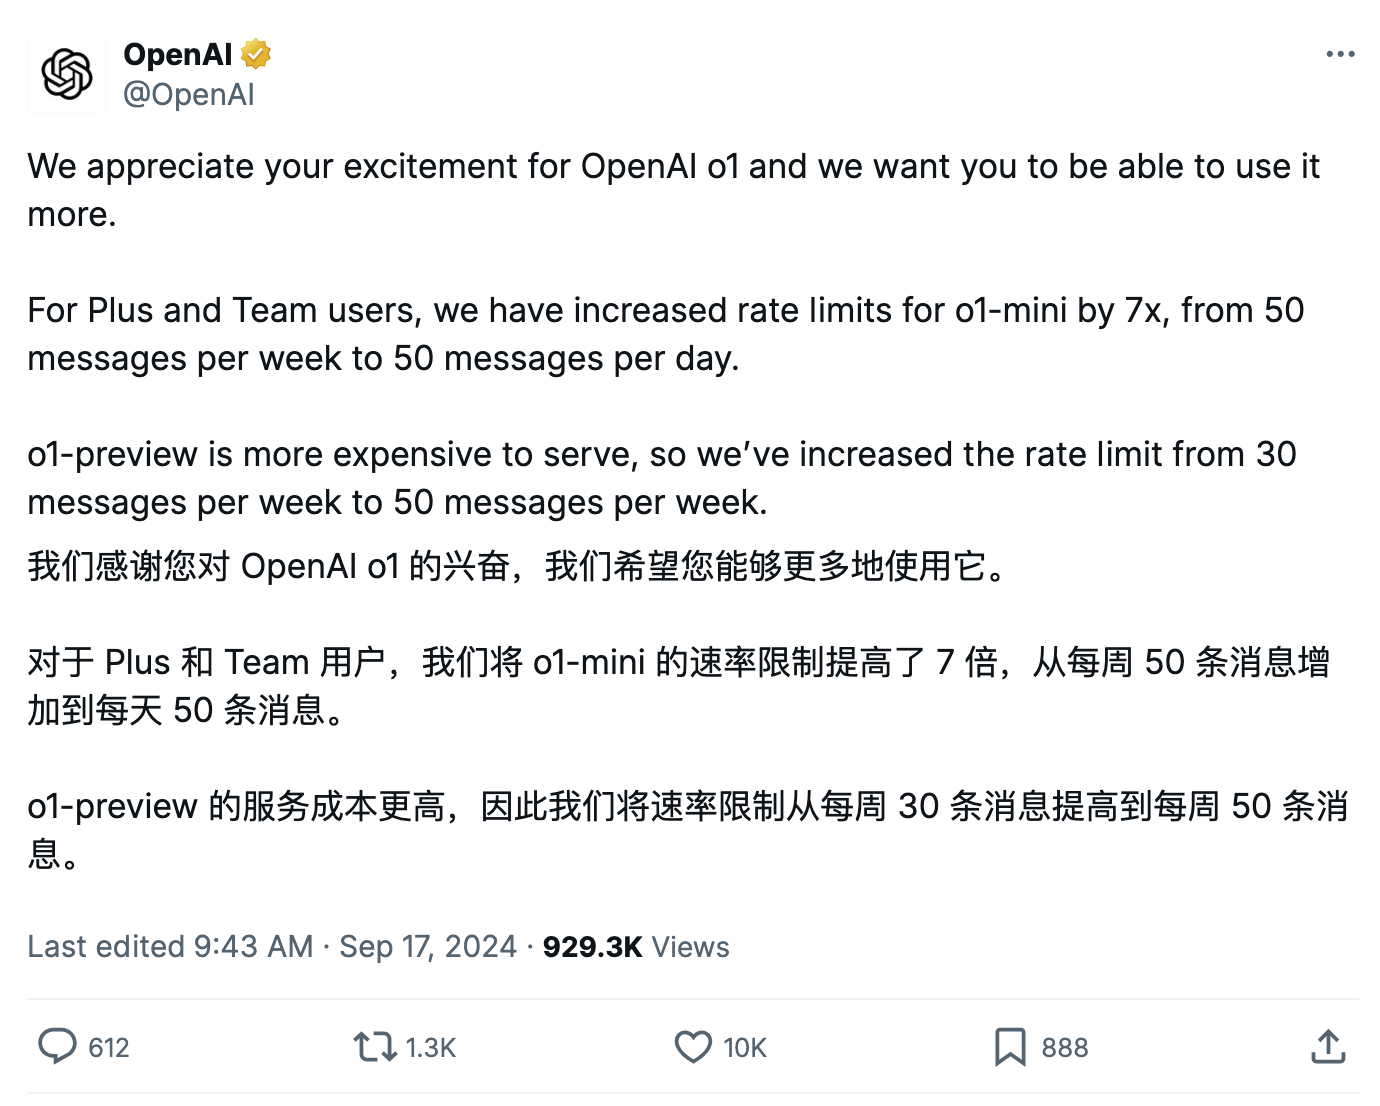 OpenAI
@OpenAI
We appreciate your excitement for OpenAI o1 and we want you to be able to use it
more.
For Plus and Team users, we have increased rate limits for o1-mini by 7x, from 50
messages per week to 50 messages per day.
o1-preview is more expensive to serve, so we’ve increased the rate limit from 30
messages per week to 50 messages per week.
我们感谢您对 OpenAI o1 的兴奋，我们希望您能够更多地使用它。
对于 Plus 和 Team 用户，我们将 o1-mini 的速率限制提高了 7 倍，从每周 50 条消息增
加到每天 50 条消息。
o1-preview 的服务成本更高，因此我们将速率限制从每周 30 条消息提高到每周 50 条消
息。
Last edited 9:43 AM · Sep 17, 2024 · 929.3K Views
612 1.3K 10K 888